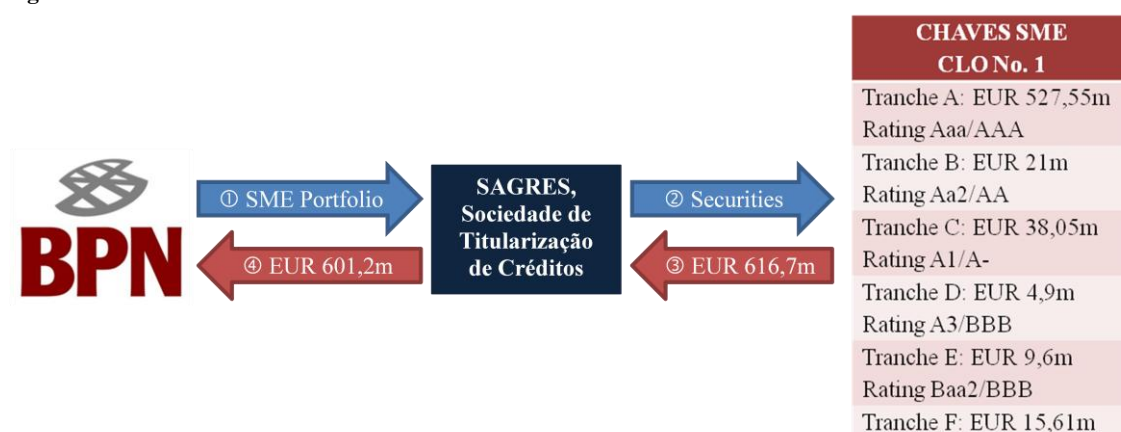 BPN
① SME Portfolio
④ EUR 601,2m
SAGRES,
Sociedade de
Titularização
de Créditos
② Securities
③ EUR 616,7m
CHAVES SME
CLO No. 1
Tranche A: EUR 527,55m
Rating Aaa/AAA
Tranche B: EUR 21m
Rating Aa2/AA
Tranche C: EUR 38,05m
Rating A1/A-
Tranche D: EUR 4,9m
Rating A3/BBB
Tranche E: EUR 9,6m
Rating Baa2/BBB
Tranche F: EUR 15,61m